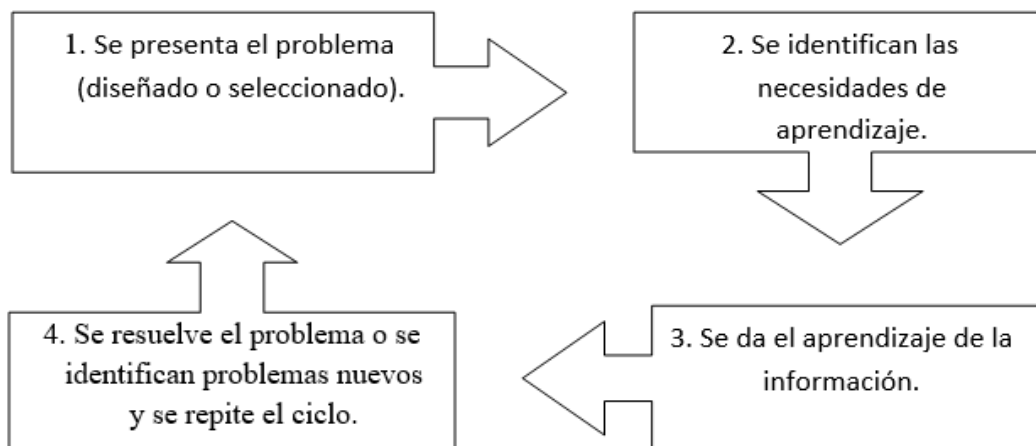 1. Se presenta el problema
(diseñado o seleccionado).
2. Se identifican las
necesidades de
aprendizaje.
3. Se da el aprendizaje de la
información.
4. Se resuelve el problema o se
identifican problemas nuevos
y se repite el ciclo.